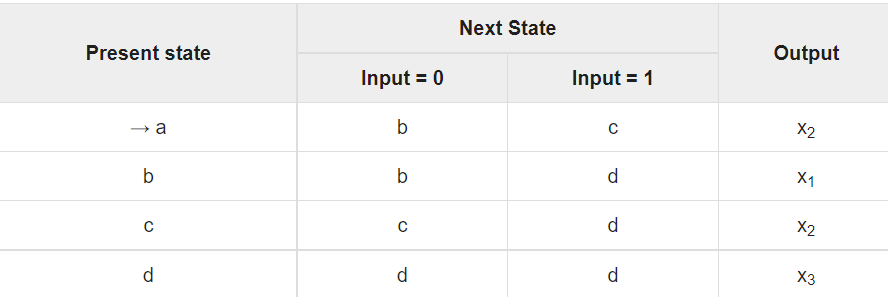 Present state Next State Output
Input = 0 Input = 1
→ a b c x₂
b b d x₁
c c d x₂
d d d x₃